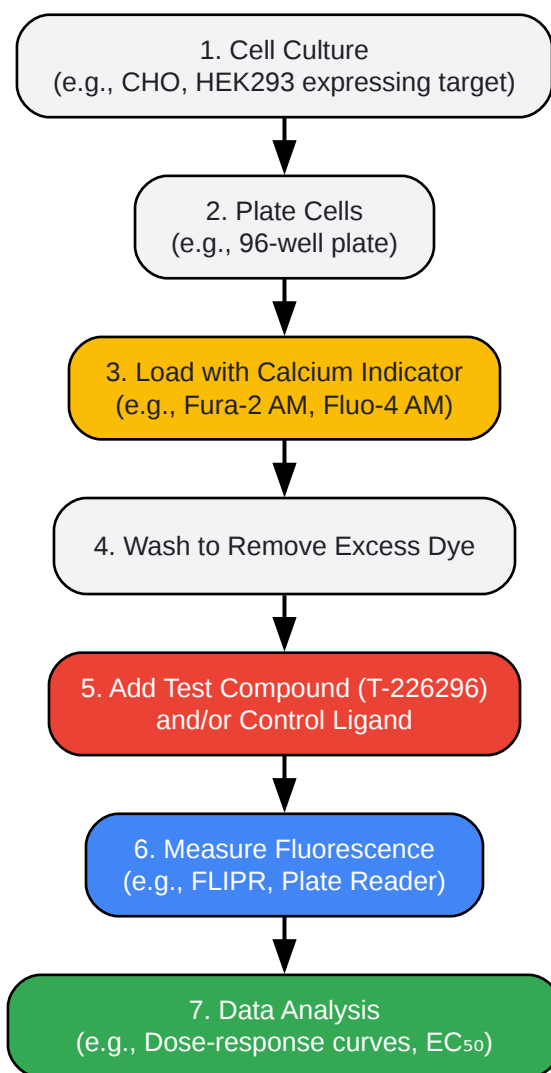 1. Cell Culture
(e.g., CHO, HEK293 expressing target)
2. Plate Cells
(e.g., 96-well plate)
3. Load with Calcium Indicator
(e.g., Fura-2 AM, Fluo-4 AM)
4. Wash to Remove Excess Dye
5. Add Test Compound (T-226296)
and/or Control Ligand
6. Measure Fluorescence
(e.g., FLIPR, Plate Reader)
7. Data Analysis
(e.g., Dose-response curves, EC₅₀)